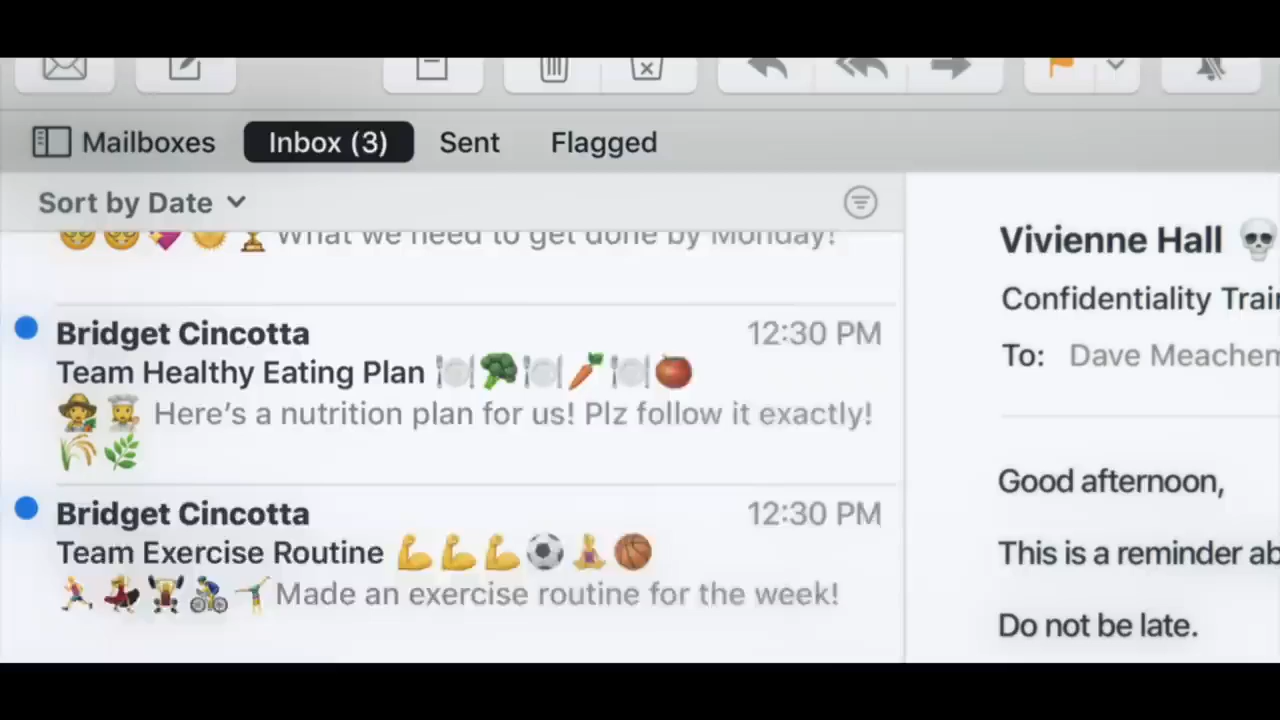 Mailboxes Inbox (3) Sent Flagged
Sort by Date
What we need to get done by Monday!
Bridget Cincotta 12:30 PM
Team Healthy Eating Plan 🍽️🥦🍽️🥕🍽️🍅
👩‍🌾👩‍🍳 Here’s a nutrition plan for us! Plz follow it exactly!
🌾🌿
Bridget Cincotta 12:30 PM
Team Exercise Routine 💪💪💪⚽🧘‍♀️🏀
🏃‍♀️💃🏋️‍♀️🚴‍♀️🤸‍♀️ Made an exercise routine for the week!
Vivienne Hall 💀
Confidentiality
To: Dave
Good afternoon,
This is a reminder
Do not be late.